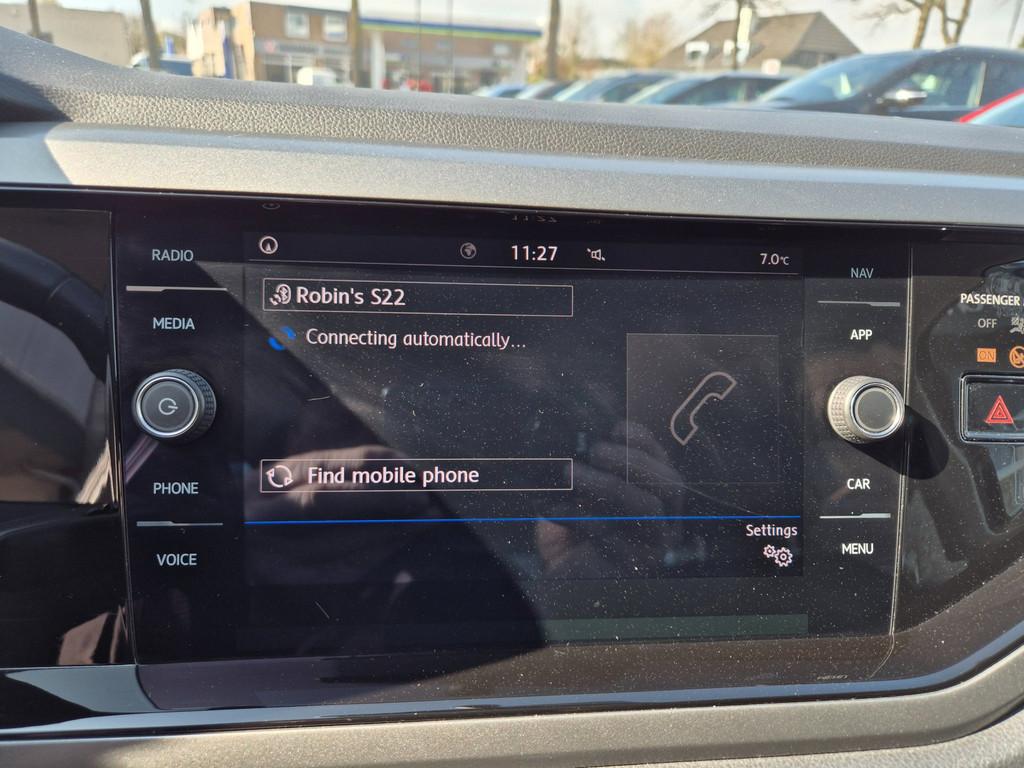 RADIO
MEDIA
PHONE
VOICE
11:27
7.0°C
Robin's S22
Connecting automatically...
Find mobile phone
Settings
NAV
APP
CAR
MENU
PASSENGER
OFF
ON